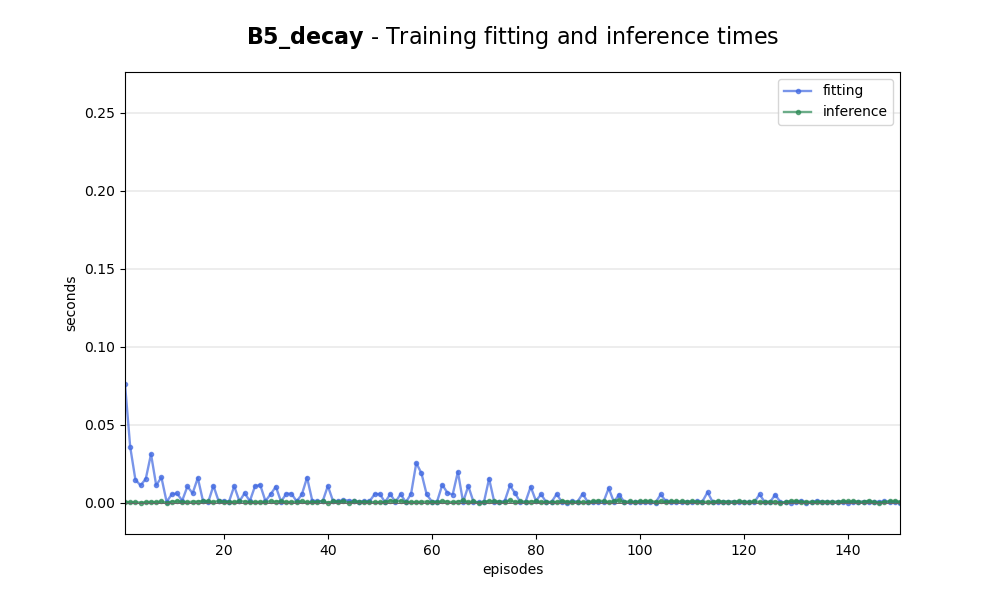 B5_decay - Training fitting and inference times
fitting
inference
0.25
0.20
0.15
0.10
0.05
0.00
seconds
20 40 60 80 100 120 140
episodes